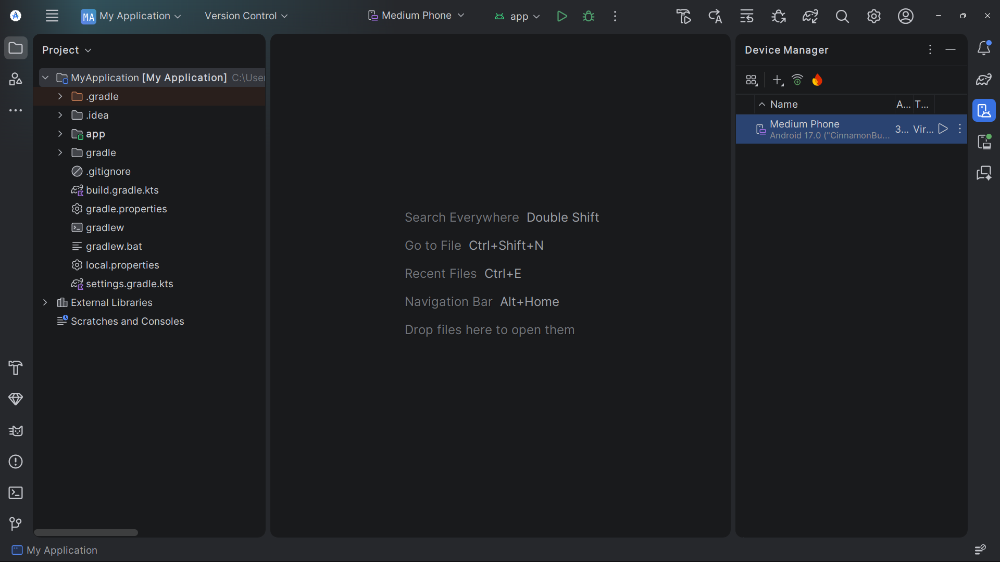 MA My Application
Version Control
Medium Phone
app
Project
MyApplication [My Application] C:\User
.gradle
.idea
app
gradle
.gitignore
build.gradle.kts
gradle.properties
gradlew
gradlew.bat
local.properties
settings.gradle.kts
External Libraries
Scratches and Consoles
Search Everywhere Double Shift
Go to File Ctrl+Shift+N
Recent Files Ctrl+E
Navigation Bar Alt+Home
Drop files here to open them
Device Manager
Name A... T...
Medium Phone 3... Vir...
Android 17.0 ("CinnamonBu...
My Application